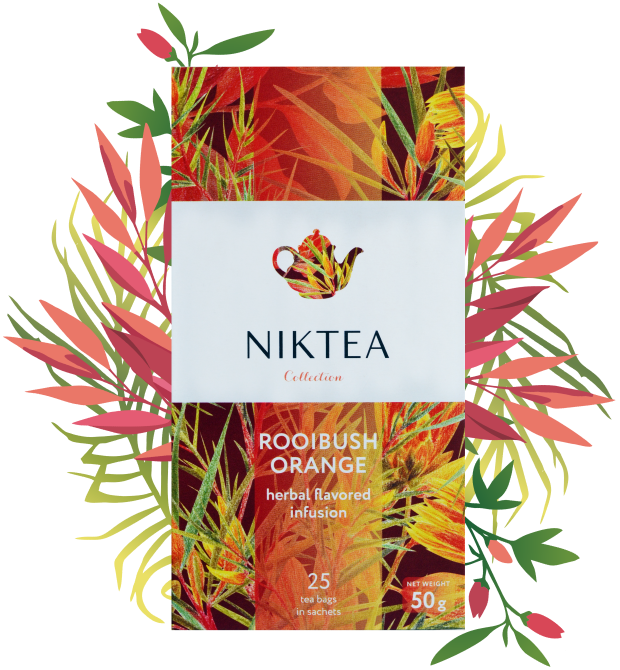 NIKTEA
Collection
ROOIBUSH
ORANGE
herbal flavored
infusion
25
tea bags
in sachets
NET WEIGHT
50 g